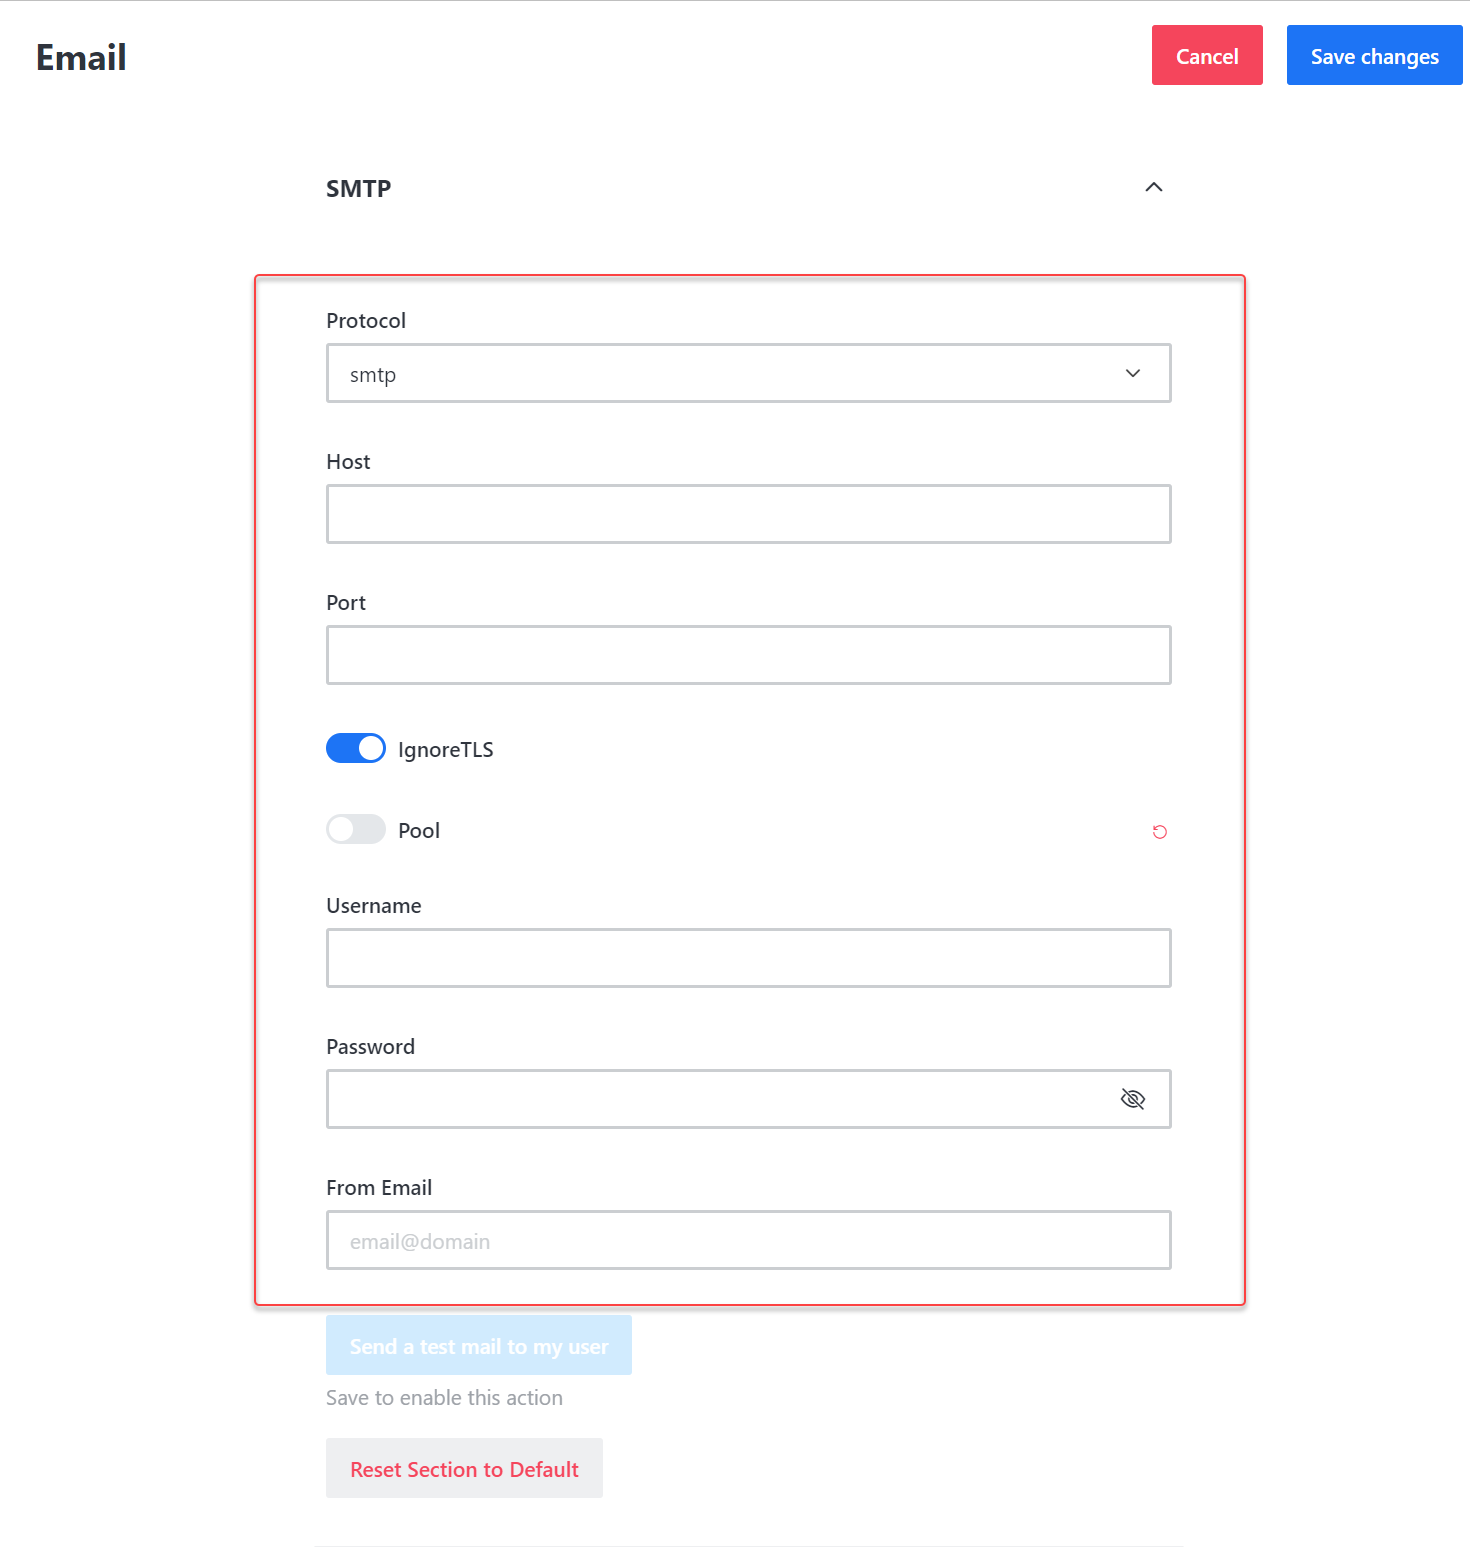 Email
Cancel
Save changes
SMTP
Protocol
smtp
Host
Port
IgnoreTLS
Pool
Username
Password
From Email
email@domain
Send a test mail to my user
Save to enable this action
Reset Section to Default